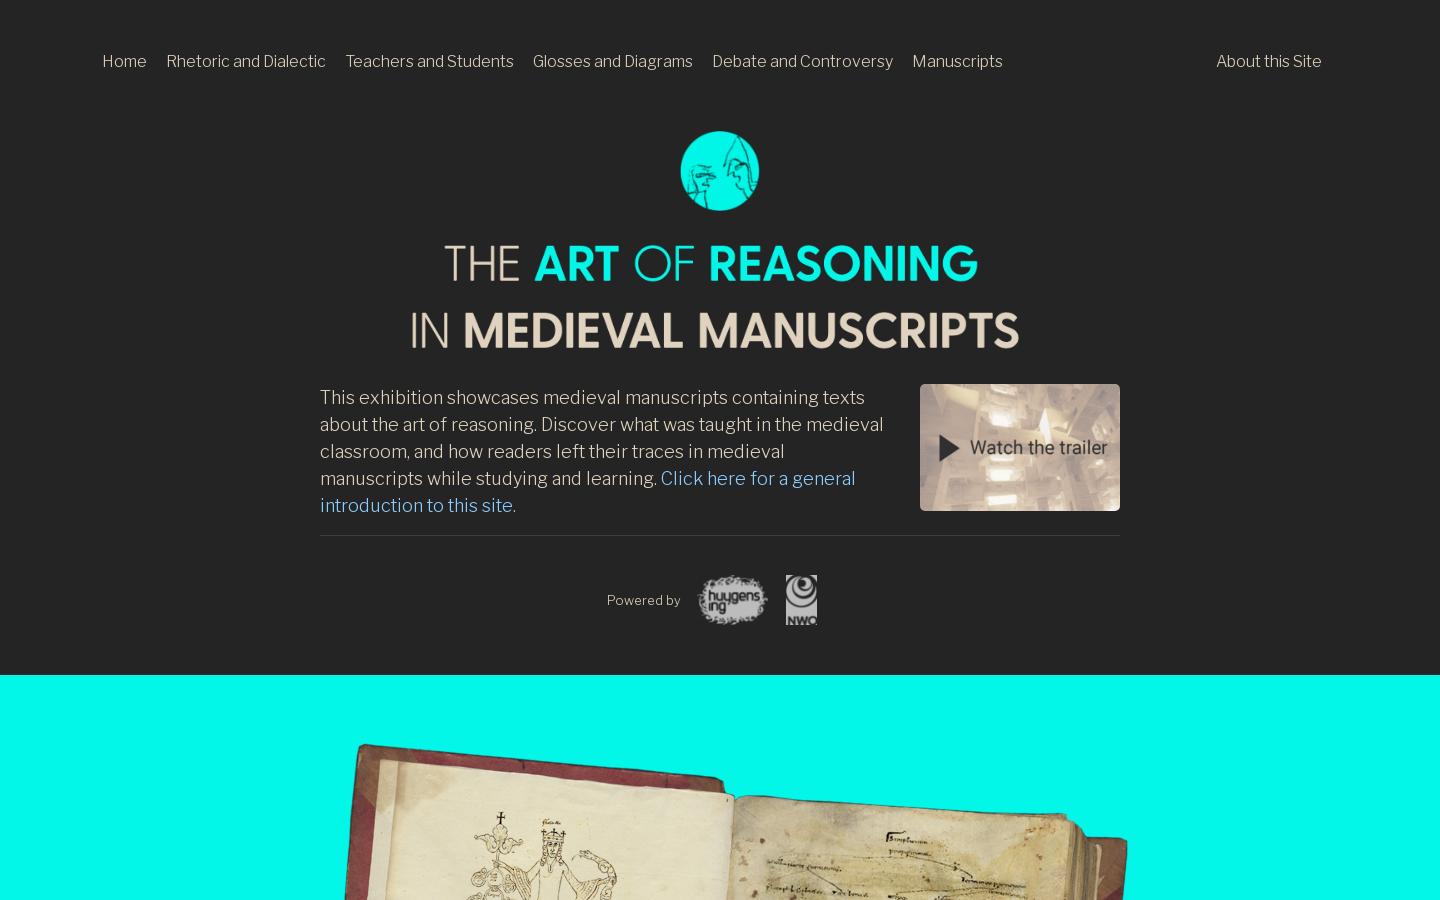 Home Rhetoric and Dialectic Teachers and Students Glosses and Diagrams Debate and Controversy Manuscripts About this Site
THE ART OF REASONING
IN MEDIEVAL MANUSCRIPTS
This exhibition showcases medieval manuscripts containing texts
about the art of reasoning. Discover what was taught in the medieval
classroom, and how readers left their traces in medieval
manuscripts while studying and learning. Click here for a general
introduction to this site.
Watch the trailer
Powered by
huygens
ing
NWO